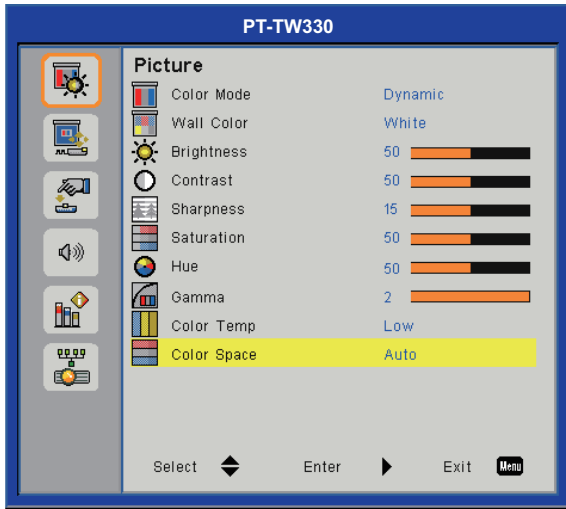 PT-TW330
Picture
Color Mode Dynamic
Wall Color White
Brightness 50
Contrast 50
Sharpness 15
Saturation 50
Hue 50
Gamma 2
Color Temp Low
Color Space Auto
Select Enter Exit Menu